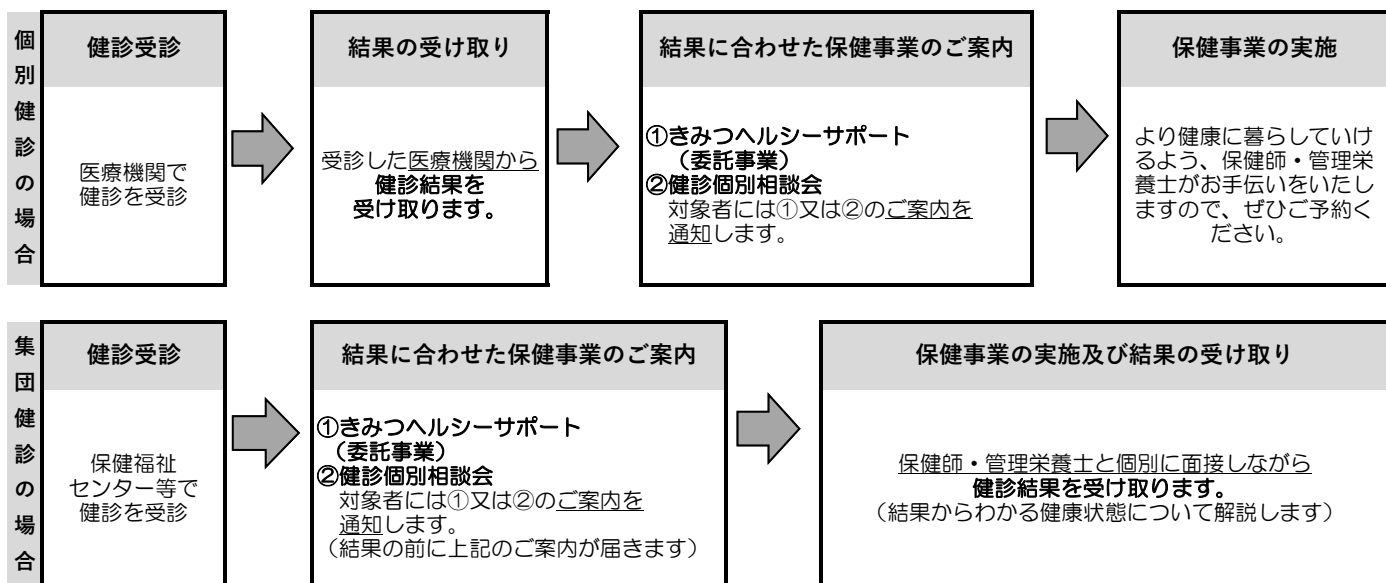 個別健診の場合
健診受診
医療機関で
健診を受診
結果の受け取り
受診した医療機関から
健診結果を
受け取ります。
結果に合わせた保健事業のご案内
①きみつヘルシーサポート
（委託事業）
②健診個別相談会
対象者には①又は②のご案内を
通知します。
保健事業の実施
より健康に暮らしていけ
るよう、保健師・管理栄
養士がお手伝いをいたし
ますので、ぜひご予約く
ださい。
集団健診の場合
健診受診
保健福祉
センター等で
健診を受診
結果に合わせた保健事業のご案内
①きみつヘルシーサポート
（委託事業）
②健診個別相談会
対象者には①又は②のご案内を
通知します。
（結果の前に上記のご案内が届きます）
保健事業の実施及び結果の受け取り
保健師・管理栄養士と個別に面接しながら
健診結果を受け取ります。
（結果からわかる健康状態について解説します）